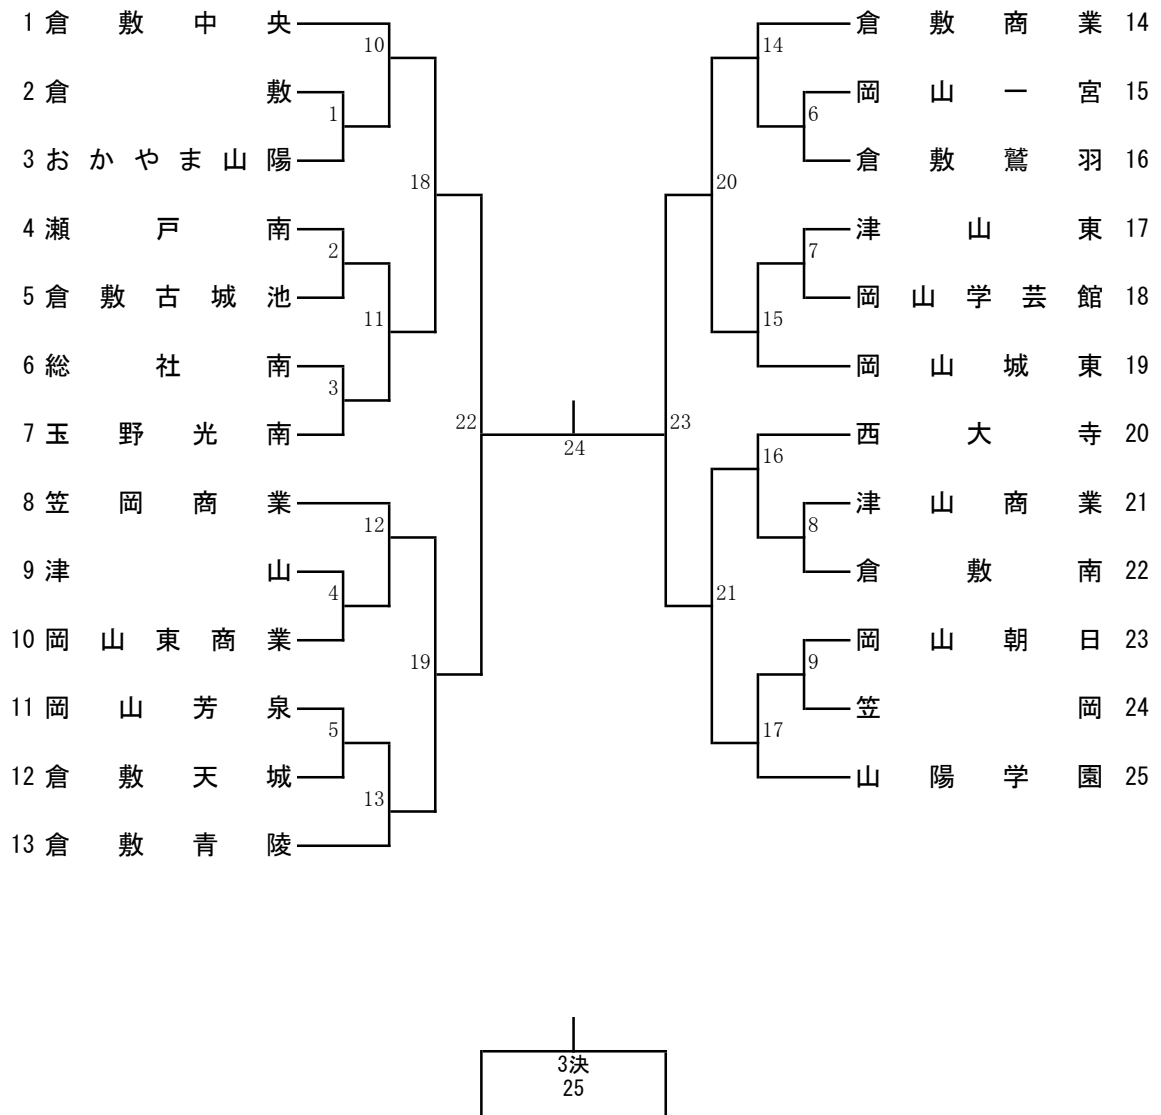 1 倉敷中央
2 倉敷
3 おかやま山陽
4 瀬戸南
5 倉敷古城池
6 総社南
7 玉野光南
8 笠岡商業
9 津山
10 岡山東商業
11 岡山芳泉
12 倉敷天城
13 倉敷青陵
10
1
18
2
11
3
22
12
4
19
5
13
24
14
6
20
7
15
23
16
8
21
9
17
倉敷商業 14
岡山一宮 15
倉敷鷲羽 16
津山東 17
岡山学芸館 18
岡山城東 19
西大寺 20
津山商業 21
倉敷南 22
岡山朝日 23
笠岡 24
山陽学園 25
3決
25